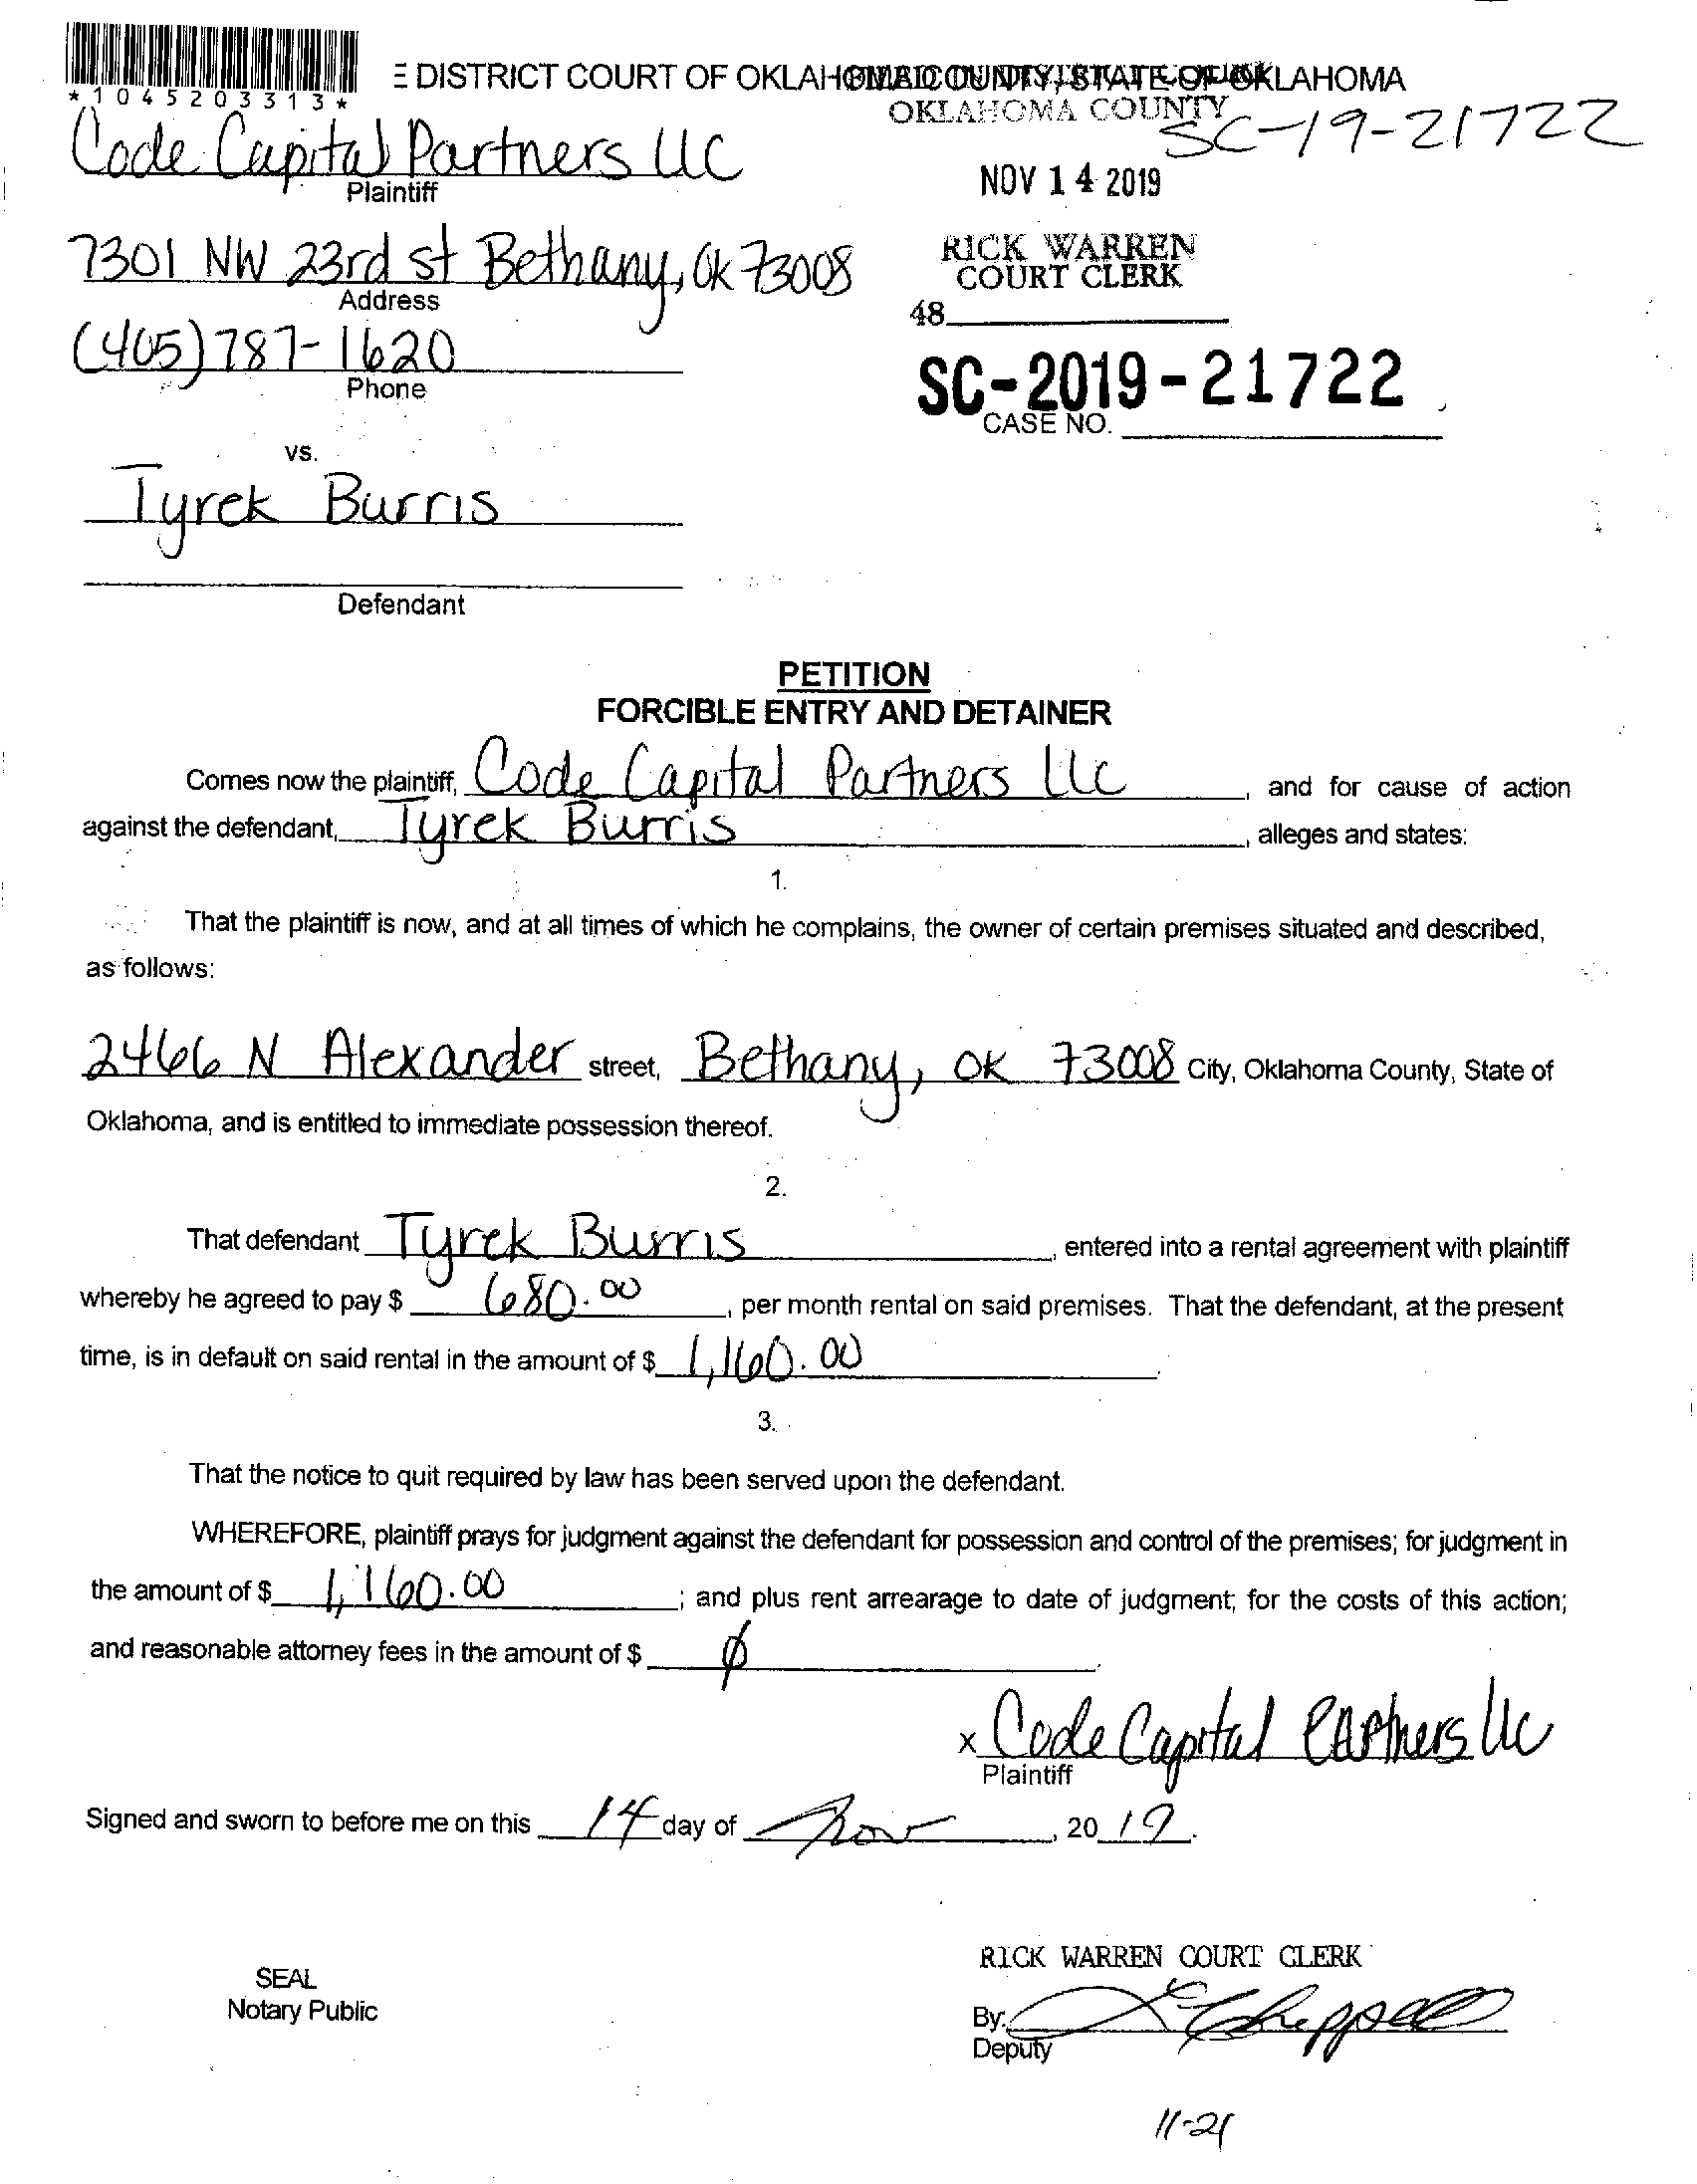 *1045203313*
E DISTRICT COURT OF OKLAHOMA COUNTY, STATE OF OKLAHOMA
OKLAHOMA COUNTY
SC-19-21722
Code Capital Partners LLC
Plaintiff
NOV 14 2019
7301 NW 23rd st Bethany, OK 73008
Address
RICK WARREN
COURT CLERK
48
(405) 787-1620
Phone
SC-2019-21722
CASE NO.
vs.
Tyrek Burris
Defendant
PETITION
FORCIBLE ENTRY AND DETAINER
Comes now the plaintiff, Code Capital Partners LLC, and for cause of action
against the defendant, Tyrek Burris, alleges and states:
1.
That the plaintiff is now, and at all times of which he complains, the owner of certain premises situated and described,
as follows:
2466 N Alexander street, Bethany, OK 73008 City, Oklahoma County, State of
Oklahoma, and is entitled to immediate possession thereof.
2.
That defendant Tyrek Burris, entered into a rental agreement with plaintiff
whereby he agreed to pay $ 680.00, per month rental on said premises. That the defendant, at the present
time, is in default on said rental in the amount of $ 1,160.00.
3.
That the notice to quit required by law has been served upon the defendant.
WHEREFORE, plaintiff prays for judgment against the defendant for possession and control of the premises; for judgment in
the amount of $ 1,160.00; and plus rent arrearage to date of judgment; for the costs of this action;
and reasonable attorney fees in the amount of $ ∅.
x Code Capital Partners LLC
Plaintiff
Signed and sworn to before me on this 14 day of Nov, 2019.
RICK WARREN COURT CLERK
SEAL
Notary Public
By:
Deputy
11-21